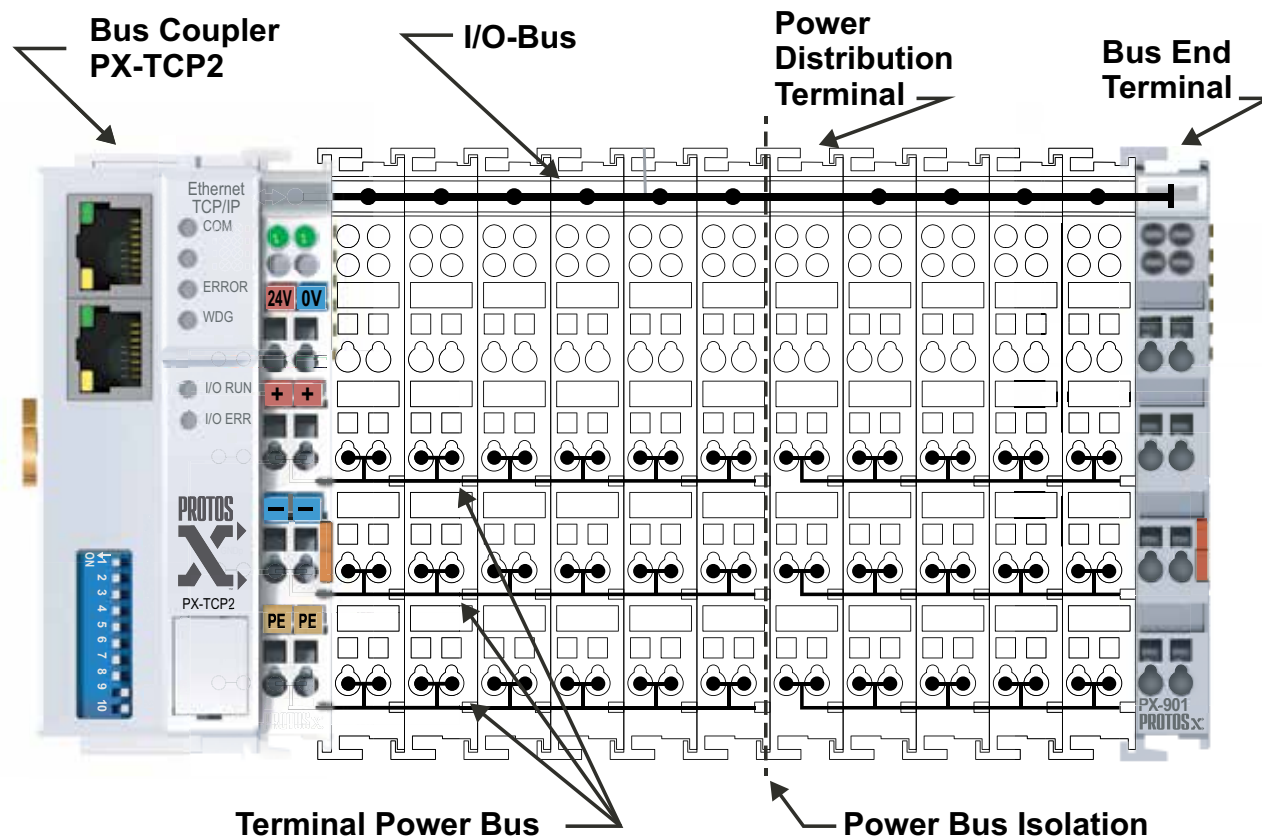 Bus Coupler
PX-TCP2
I/O-Bus
Power
Distribution
Terminal
Bus End
Terminal
Ethernet
TCP/IP
COM
ERROR
WDG
I/O RUN
I/O ERR
24V 0V
+ +
− −
PE PE
PROTOS
X
PX-TCP2
ON
1
2
3
4
5
6
7
8
9
10
PROTOS X
PX-901
PROTOS X
Terminal Power Bus
Power Bus Isolation